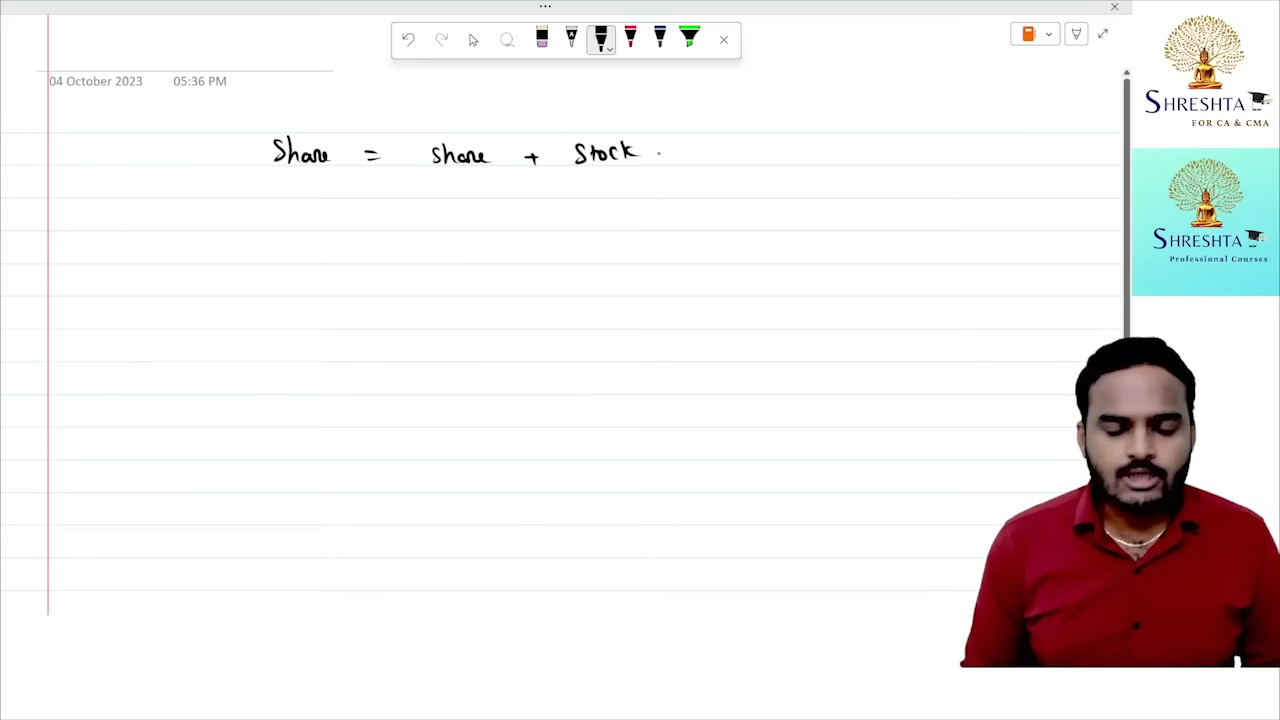 04 October 2023 05:36 PM
Share = Share + Stock.
SHRESHTA
FOR CA & CMA
SHRESHTA
Professional Courses